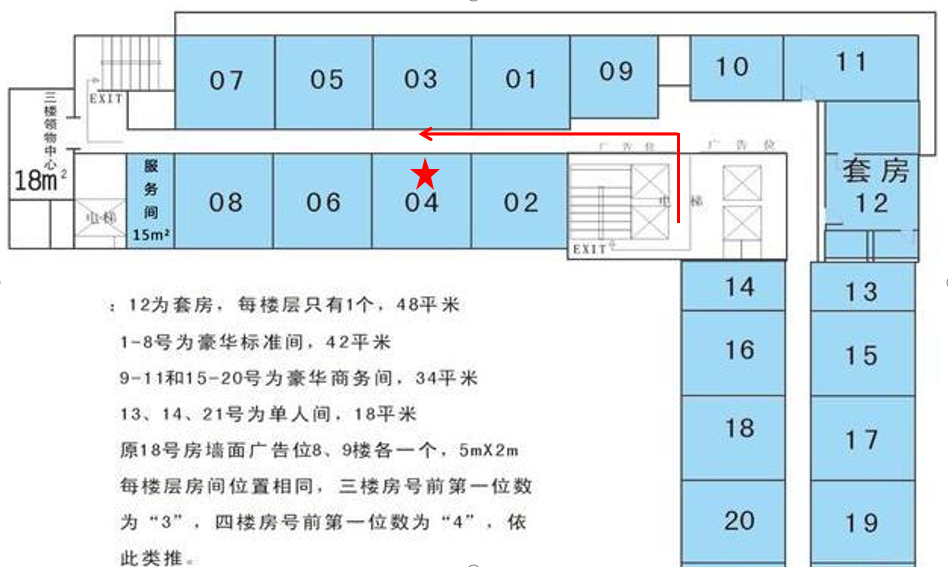 07
05
03
01
09
10
11
EXIT
三楼领物中心
18m²
广告位
广告位
服务间
15m²
08
06
04
02
电梯
电梯
EXIT
套房
12
14
13
16
15
18
17
20
19
：12为套房，每楼层只有1个，48平米
1-8号为豪华标准间，42平米
9-11和15-20号为豪华商务间，34平米
13、14、21号为单人间，18平米
原18号房墙面广告位8、9楼各一个，5mX2m
每楼层房间位置相同，三楼房号前第一位数
为“3”，四楼房号前第一位数为“4”，依
此类推。